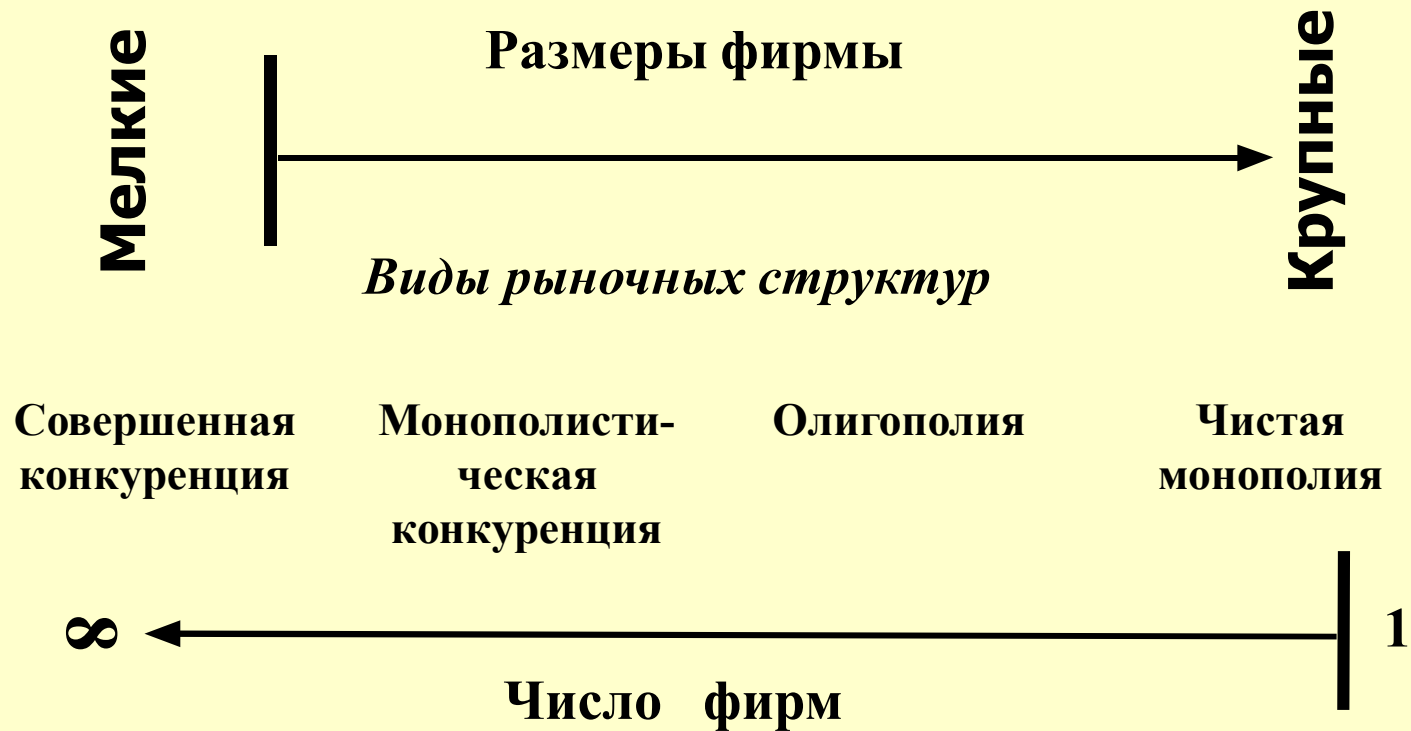 Размеры фирмы
Мелкие
Крупные
Виды рыночных структур
Совершенная
конкуренция
Монополисти-
ческая
конкуренция
Олигополия
Чистая
монополия
∞
1
Число фирм